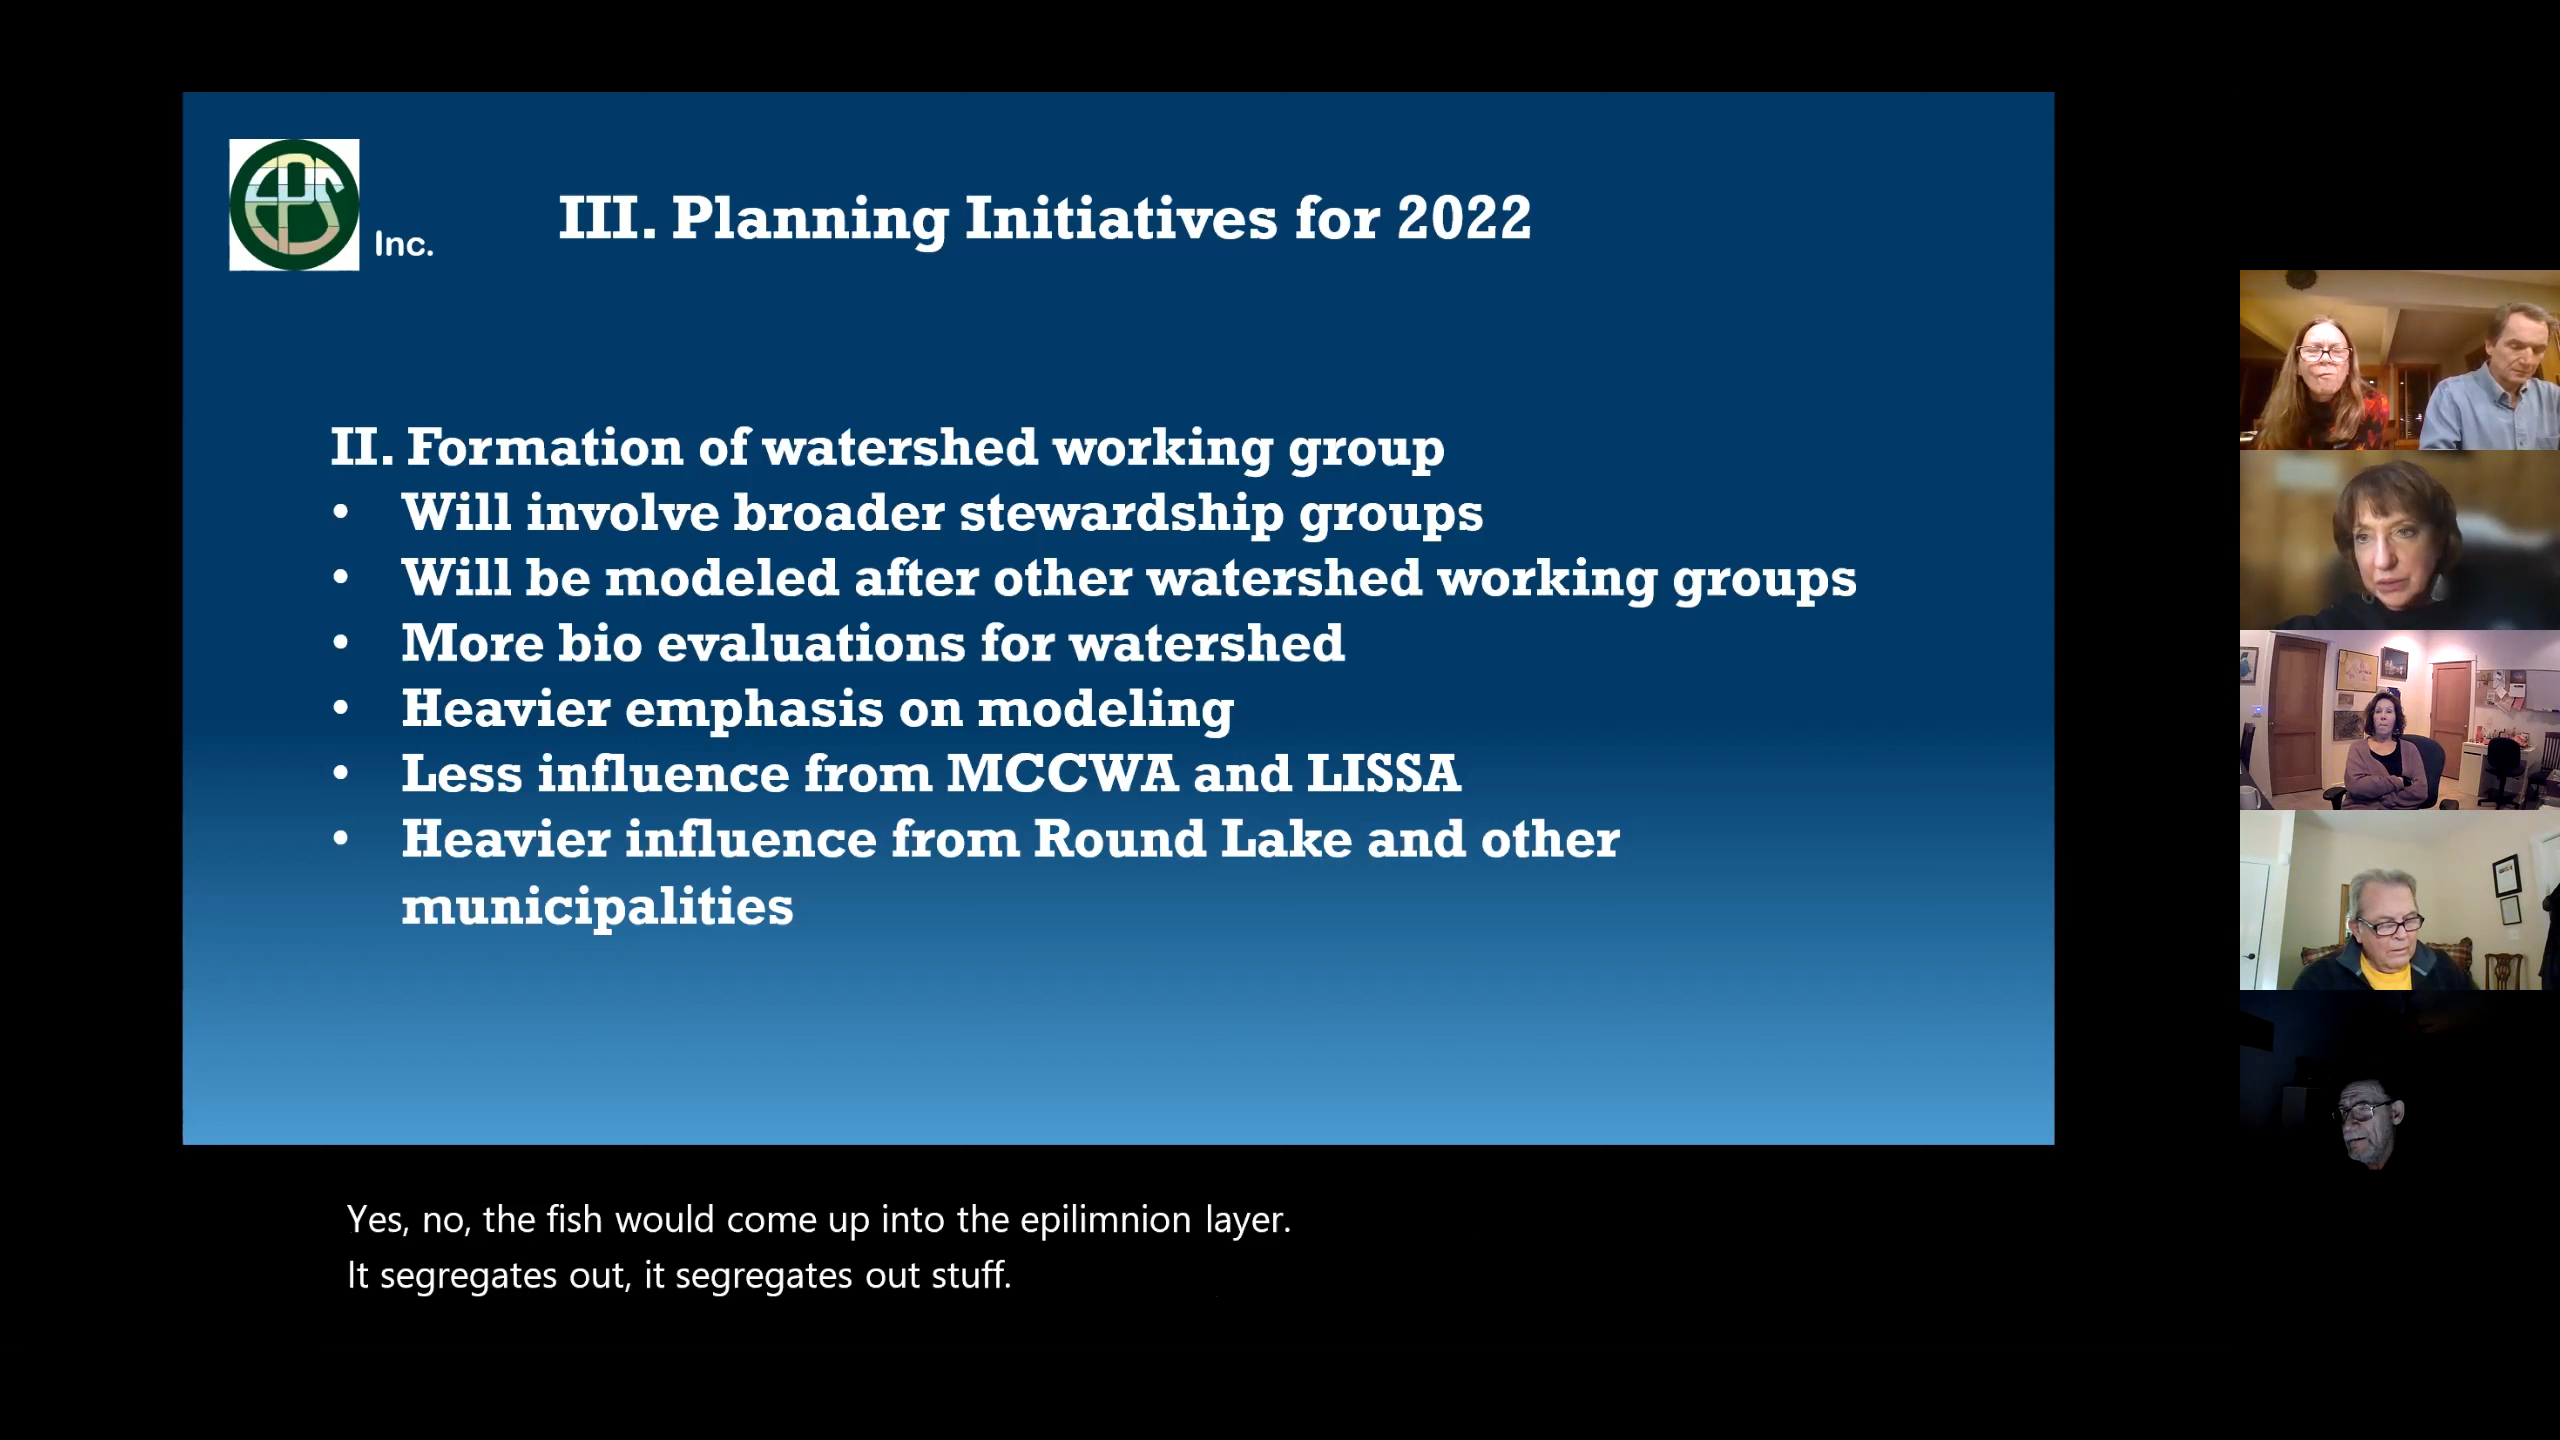 EPS
Inc.
III. Planning Initiatives for 2022
II. Formation of watershed working group
• Will involve broader stewardship groups
• Will be modeled after other watershed working groups
• More bio evaluations for watershed
• Heavier emphasis on modeling
• Less influence from MCCWA and LISSA
• Heavier influence from Round Lake and other
municipalities
Yes, no, the fish would come up into the epilimnion layer.
It segregates out, it segregates out stuff.